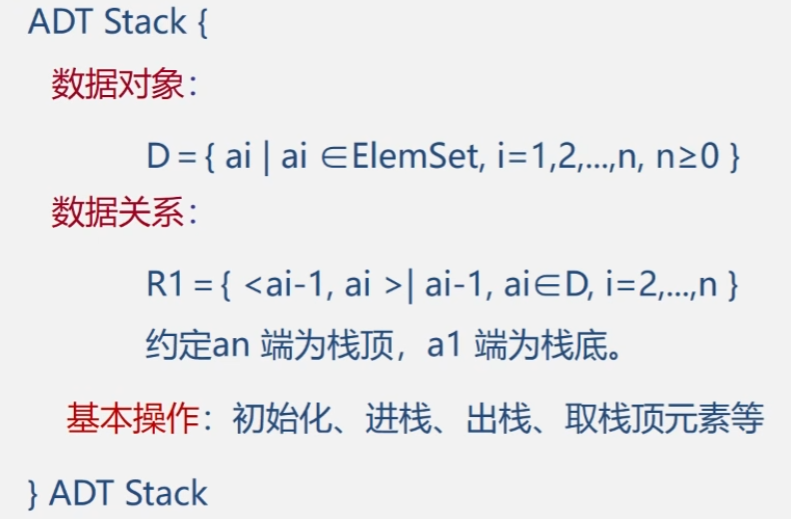 ADT Stack {
数据对象:
D = { ai | ai ∈ElemSet, i=1,2,...,n, n≥0 }
数据关系:
R1 = { <ai-1, ai >| ai-1, ai∈D, i=2,...,n }
约定an 端为栈顶，a1 端为栈底。
基本操作：初始化、进栈、出栈、取栈顶元素等
} ADT Stack